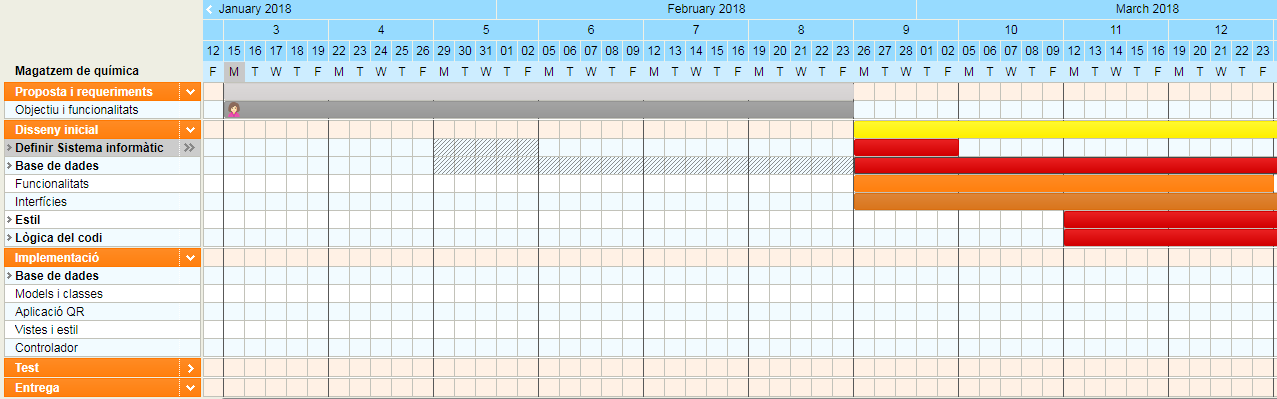 January 2018 February 2018 March 2018
3 4 5 6 7 8 9 10 11 12
12 15 16 17 18 19 22 23 24 25 26 29 30 31 01 02 05 06 07 08 09 12 13 14 15 16 19 20 21 22 23 26 27 28 01 02 05 06 07 08 09 12 13 14 15 16 19 20 21 22 23
Magatzem de química F M T W T F M T W T F M T W T F M T W T F M T W T F M T W T F M T W T F M T W T F M T W T F M T W T F
Proposta i requeriments
Objectiu i funcionalitats
Disseny inicial
Definir Sistema informàtic
Base de dades
Funcionalitats
Interfícies
Estil
Lògica del codi
Implementació
Base de dades
Models i classes
Aplicació QR
Vistes i estil
Controlador
Test
Entrega